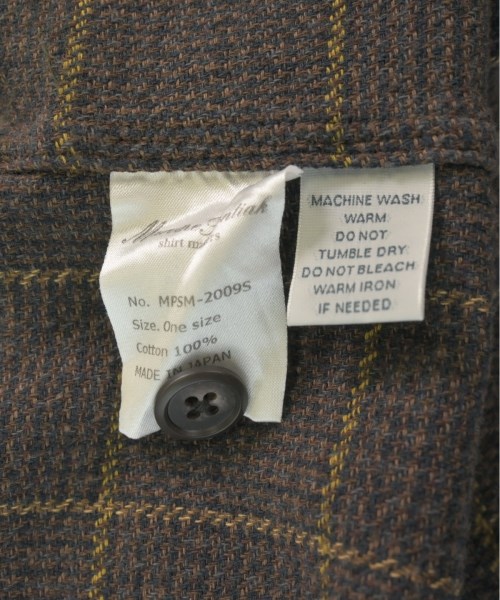 shirt makers
No. MPSM-2009S
Size. One size
Cotton 100%
MADE IN JAPAN
MACHINE WASH
WARM
DO NOT
TUMBLE DRY
DO NOT BLEACH
WARM IRON
IF NEEDED